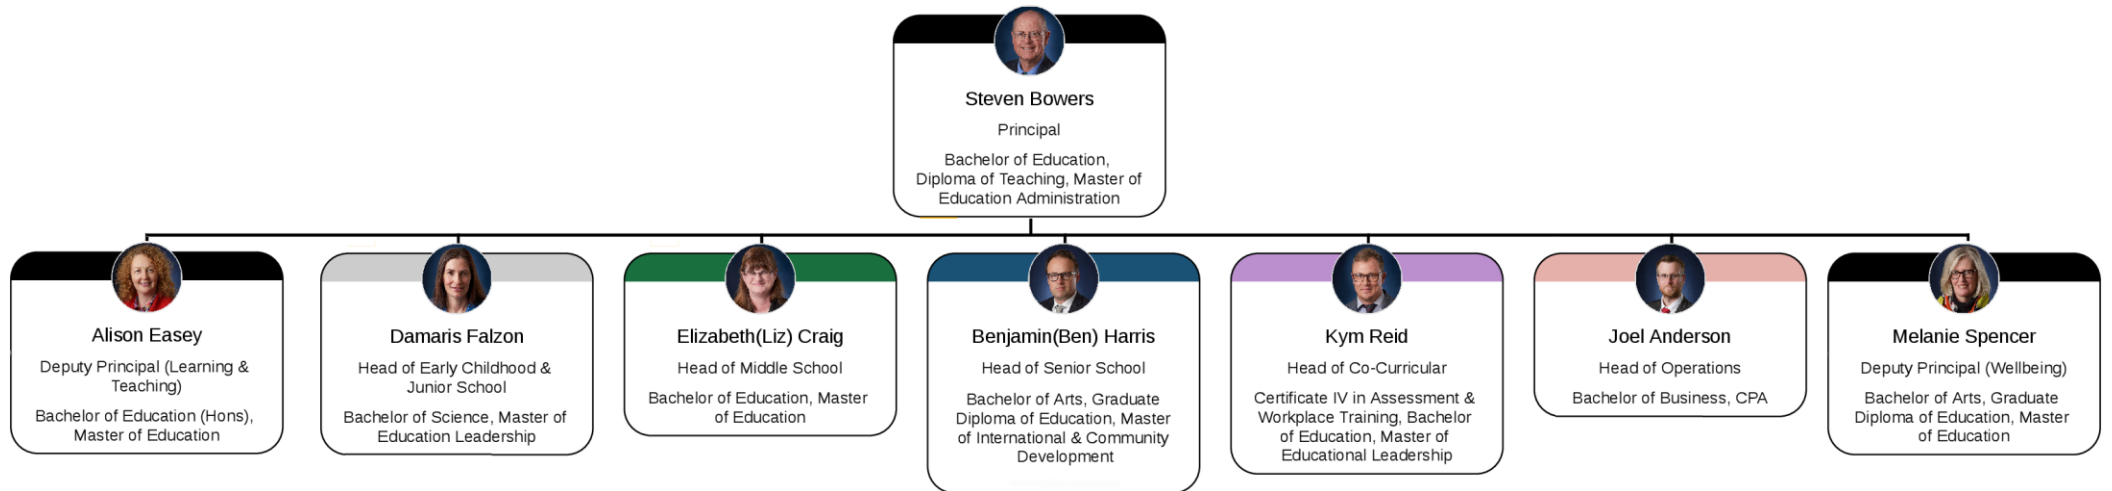 Steven Bowers
Principal
Bachelor of Education,
Diploma of Teaching, Master of
Education Administration
Alison Easey
Deputy Principal (Learning &
Teaching)
Bachelor of Education (Hons),
Master of Education
Damaris Falzon
Head of Early Childhood &
Junior School
Bachelor of Science, Master of
Education Leadership
Elizabeth(Liz) Craig
Head of Middle School
Bachelor of Education, Master
of Education
Benjamin(Ben) Harris
Head of Senior School
Bachelor of Arts, Graduate
Diploma of Education, Master
of International & Community
Development
Kym Reid
Head of Co-Curricular
Certificate IV in Assessment &
Workplace Training, Bachelor
of Education, Master of
Educational Leadership
Joel Anderson
Head of Operations
Bachelor of Business, CPA
Melanie Spencer
Deputy Principal (Wellbeing)
Bachelor of Arts, Graduate
Diploma of Education, Master
of Education